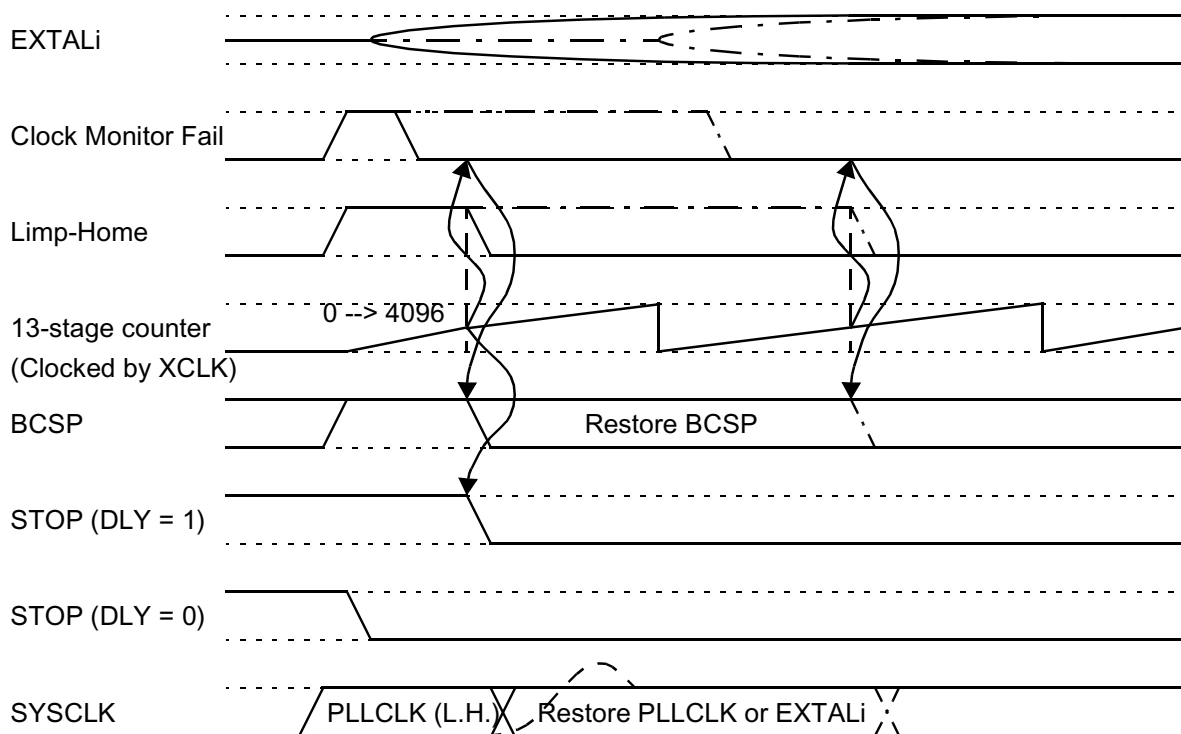 EXTALi
Clock Monitor Fail
Limp-Home
0 --> 4096
13-stage counter
(Clocked by XCLK)
BCSP
Restore BCSP
STOP (DLY = 1)
STOP (DLY = 0)
SYSCLK
PLLCLK (L.H.)
Restore PLLCLK or EXTALi